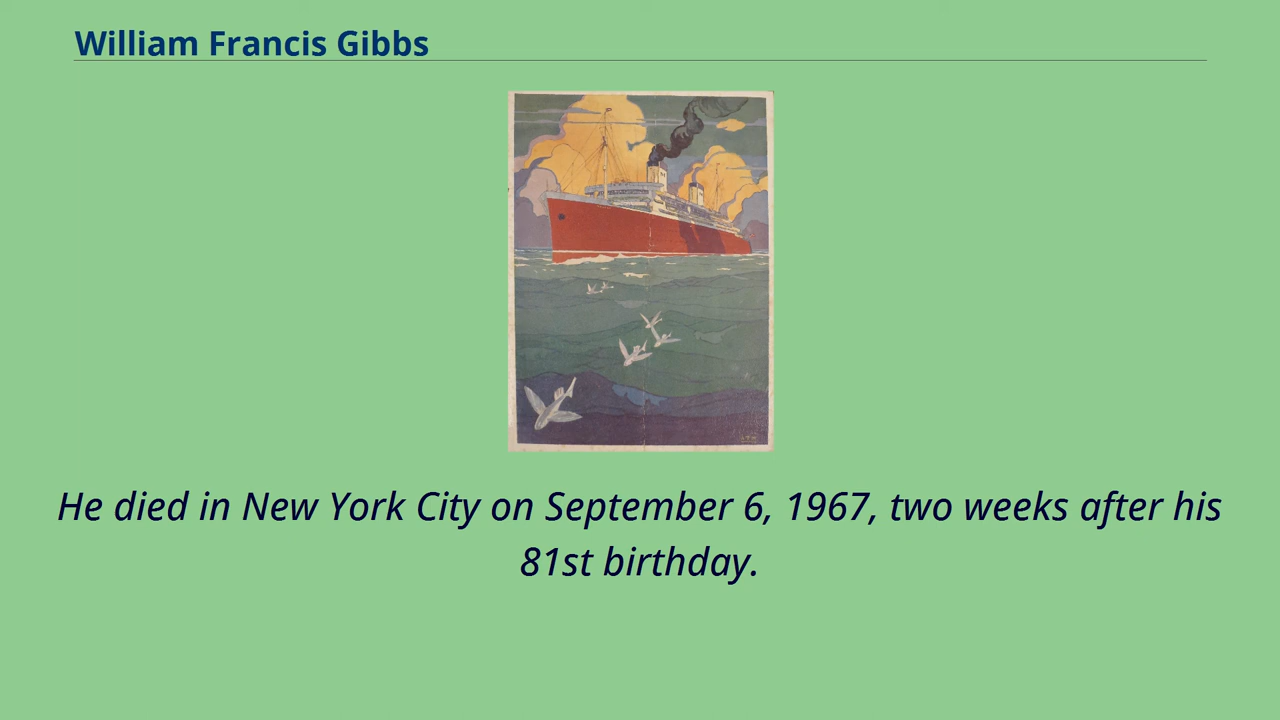 William Francis Gibbs
He died in New York City on September 6, 1967, two weeks after his
81st birthday.